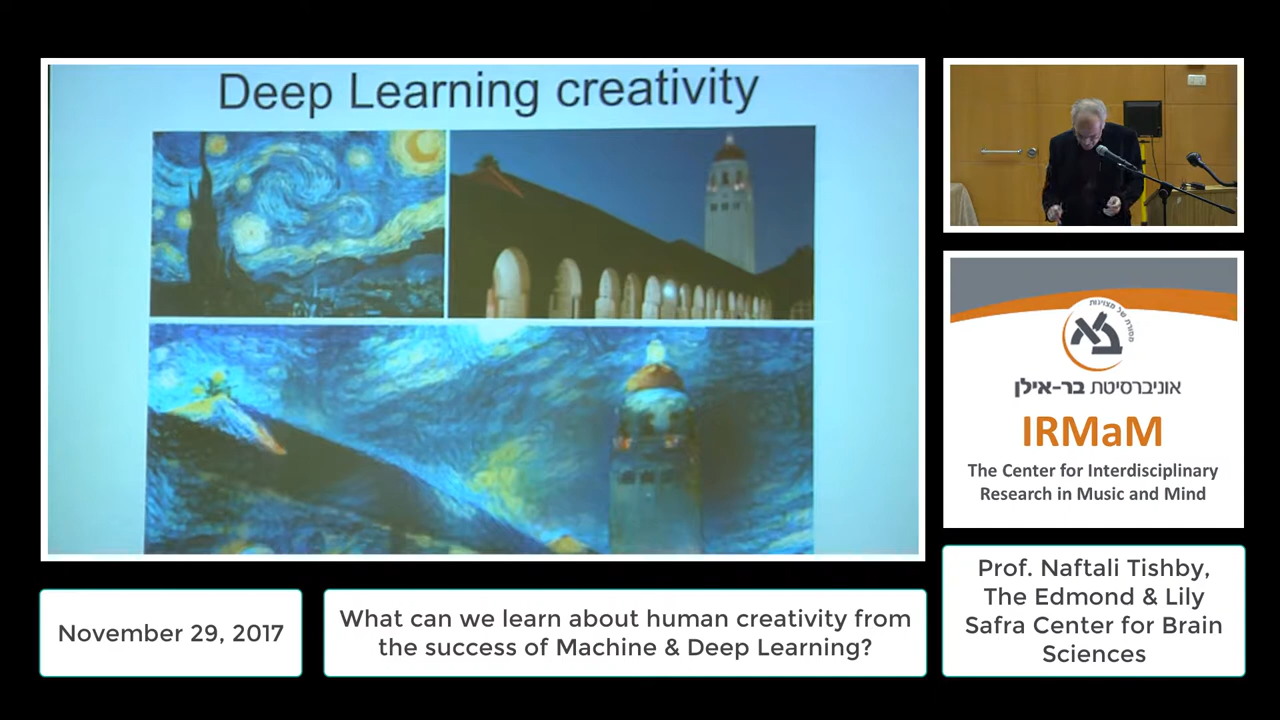 Deep Learning creativity
מסורת של מצוינות
אוניברסיטת בר-אילן
IRMaM
The Center for Interdisciplinary
Research in Music and Mind
November 29, 2017
What can we learn about human creativity from
the success of Machine & Deep Learning?
Prof. Naftali Tishby,
The Edmond & Lily
Safra Center for Brain
Sciences